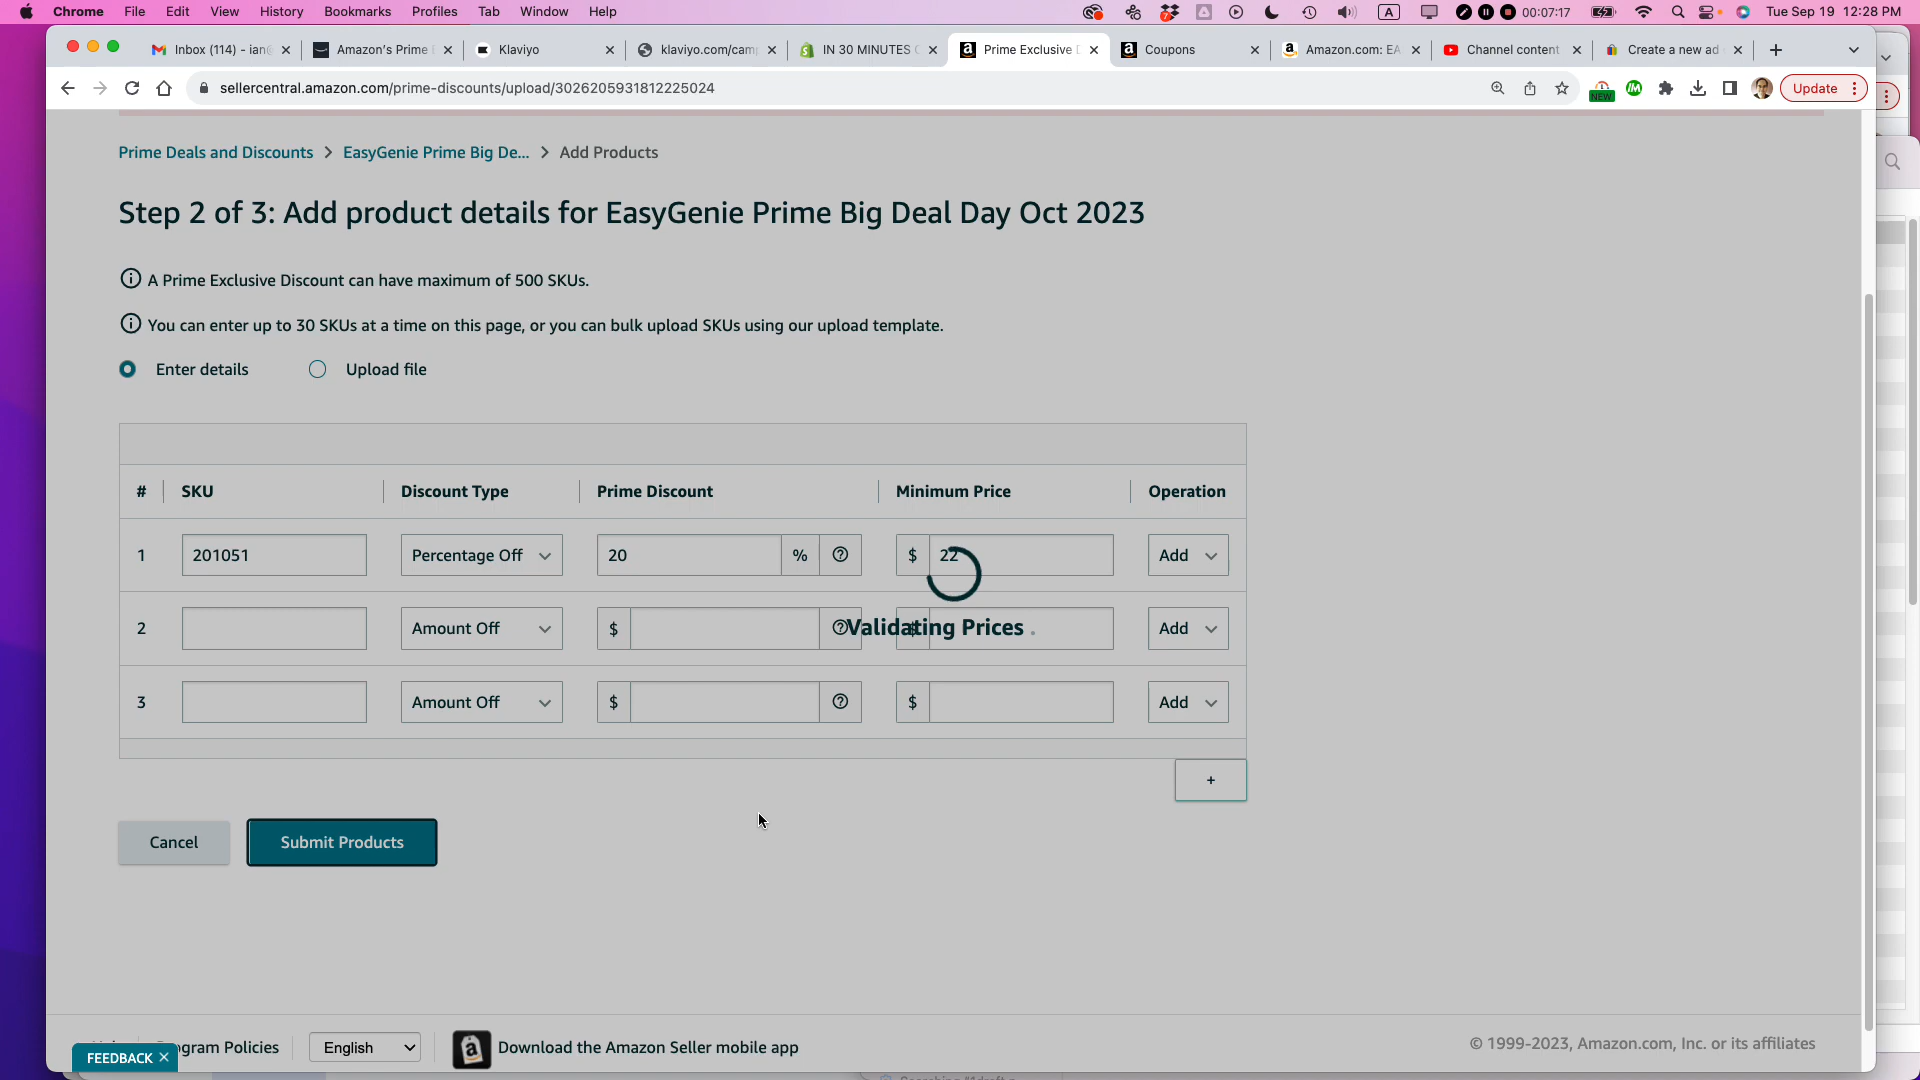 Chrome File Edit View History Bookmarks Profiles Tab Window Help A 00:07:17 Tue Sep 19 12:28 PM
Inbox (114) - ian@ Amazon's Prime Klaviyo klaviyo.com/cam IN 30 MINUTES Prime Exclusive Coupons Amazon.com: EA Channel content Create a new ad
sellercentral.amazon.com/prime-discounts/upload/3026205931812225024 NEW Update
Prime Deals and Discounts > EasyGenie Prime Big De... > Add Products
Step 2 of 3: Add product details for EasyGenie Prime Big Deal Day Oct 2023
A Prime Exclusive Discount can have maximum of 500 SKUs.
You can enter up to 30 SKUs at a time on this page, or you can bulk upload SKUs using our upload template.
Enter details Upload file
# SKU Discount Type Prime Discount Minimum Price Operation
1 201051 Percentage Off 20 % $ 22 Add
2 Amount Off $ $ Add
Validating Prices .
3 Amount Off $ $ Add
+
Cancel Submit Products
Program Policies English Download the Amazon Seller mobile app © 1999-2023, Amazon.com, Inc. or its affiliates
FEEDBACK ×